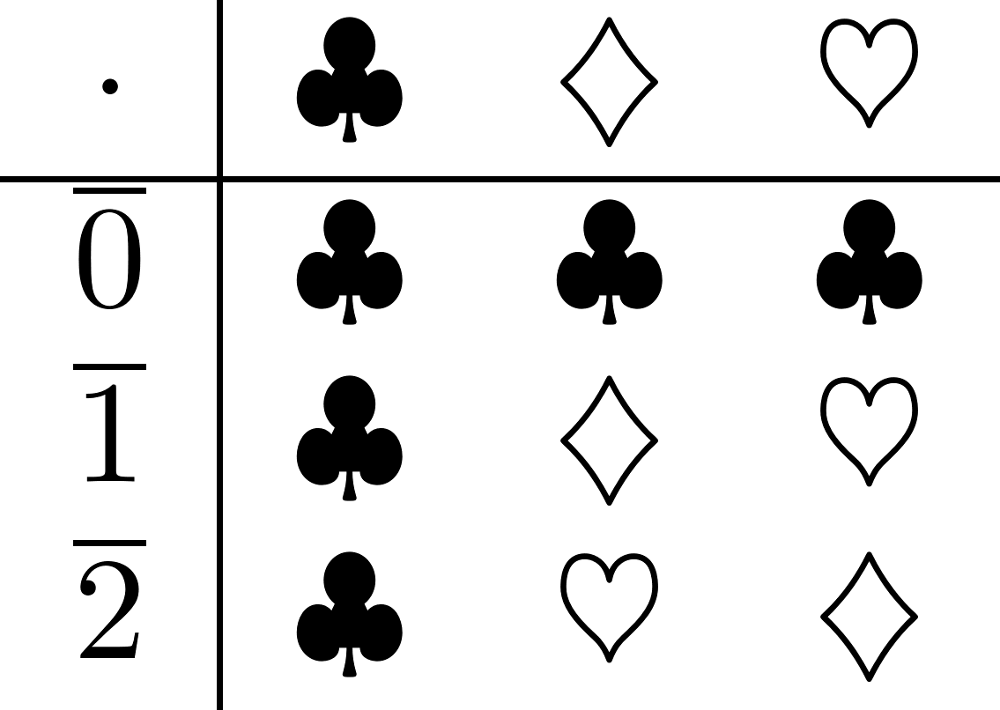 · ♣ ♢ ♡
0̅ ♣ ♣ ♣
1̅ ♣ ♢ ♡
2̅ ♣ ♡ ♢